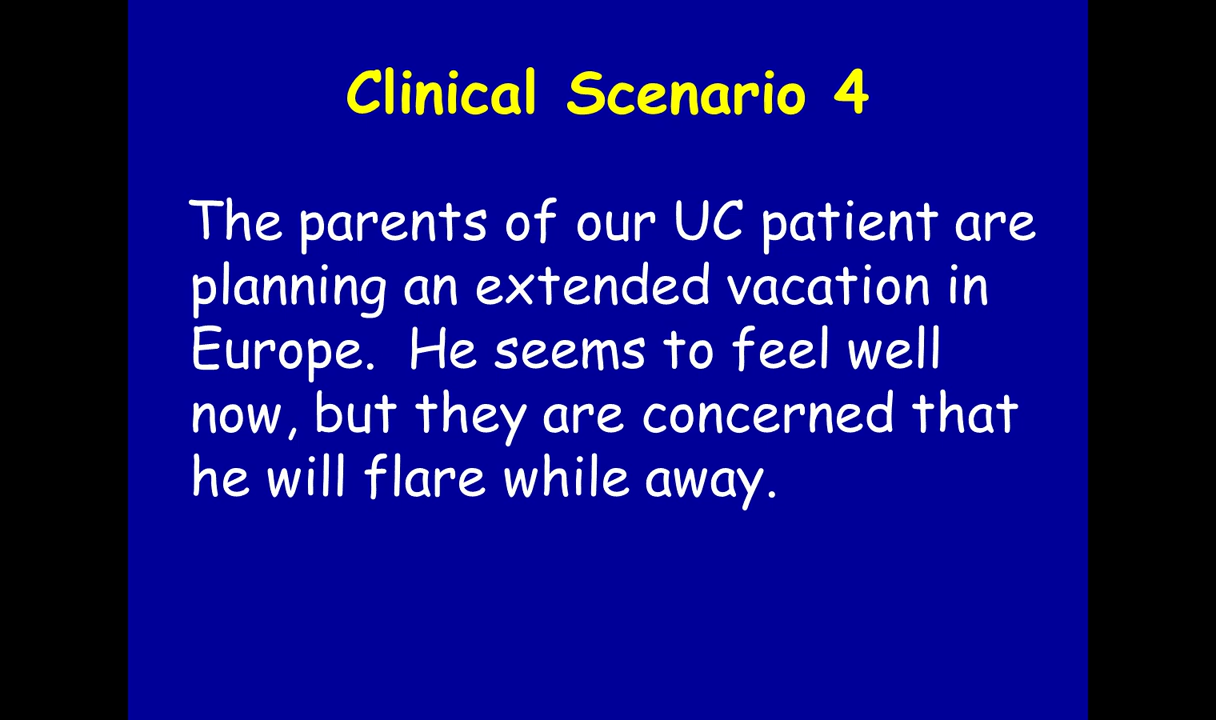 Clinical Scenario 4
The parents of our UC patient are
planning an extended vacation in
Europe.  He seems to feel well
now, but they are concerned that
he will flare while away.